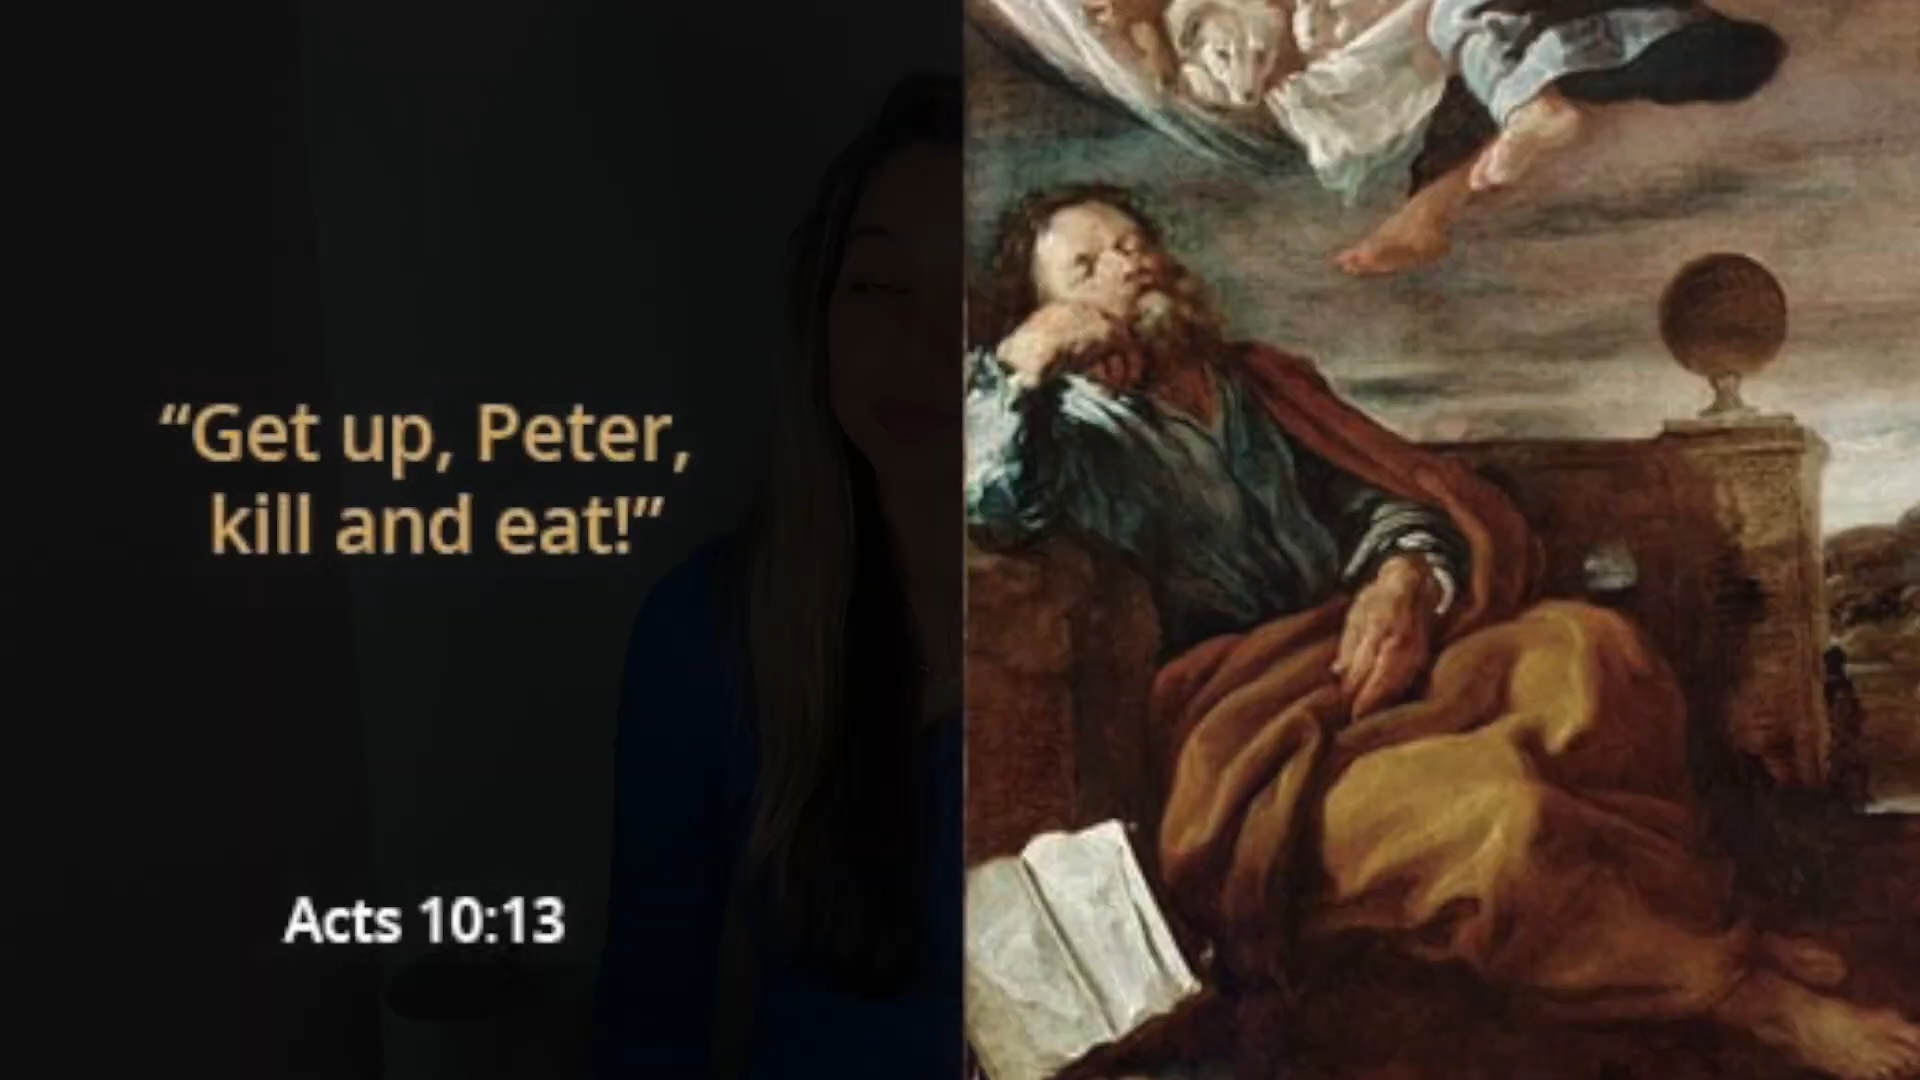 “Get up, Peter,
kill and eat!”
Acts 10:13